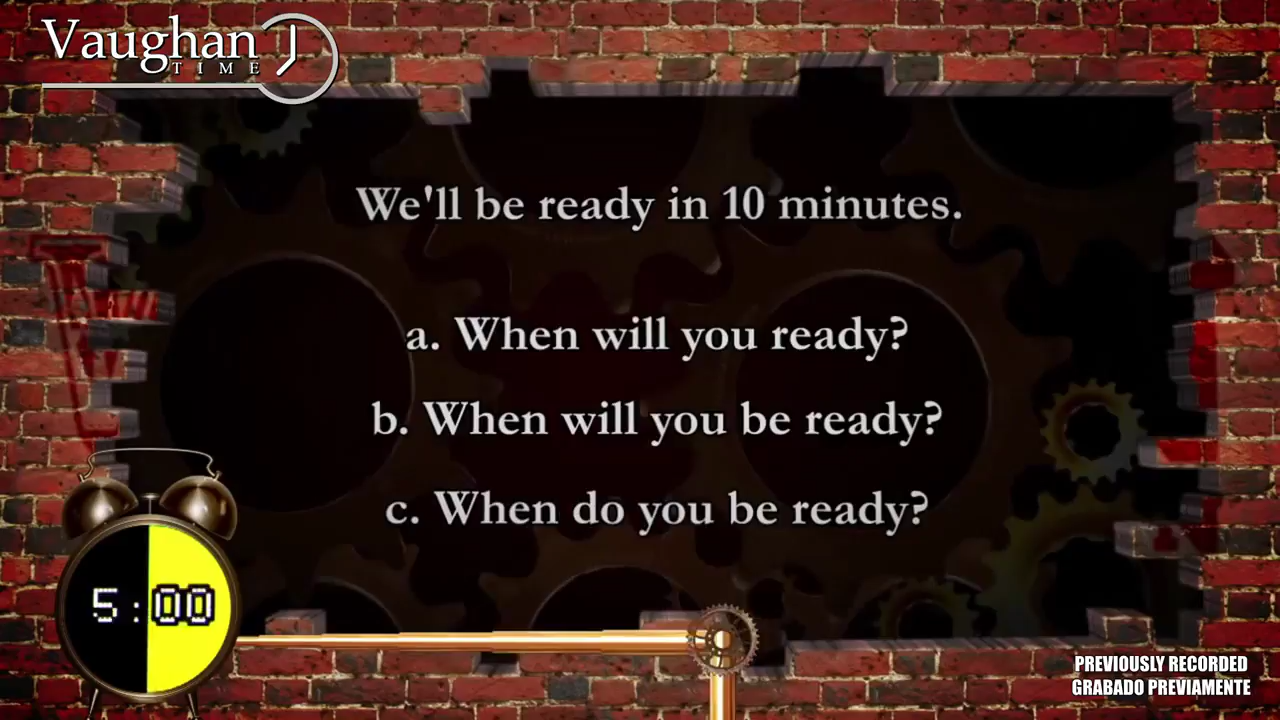 Vaughan
TIME
We'll be ready in 10 minutes.
a. When will you ready?
b. When will you be ready?
c. When do you be ready?
5:00
PREVIOUSLY RECORDED
GRABADO PREVIAMENTE